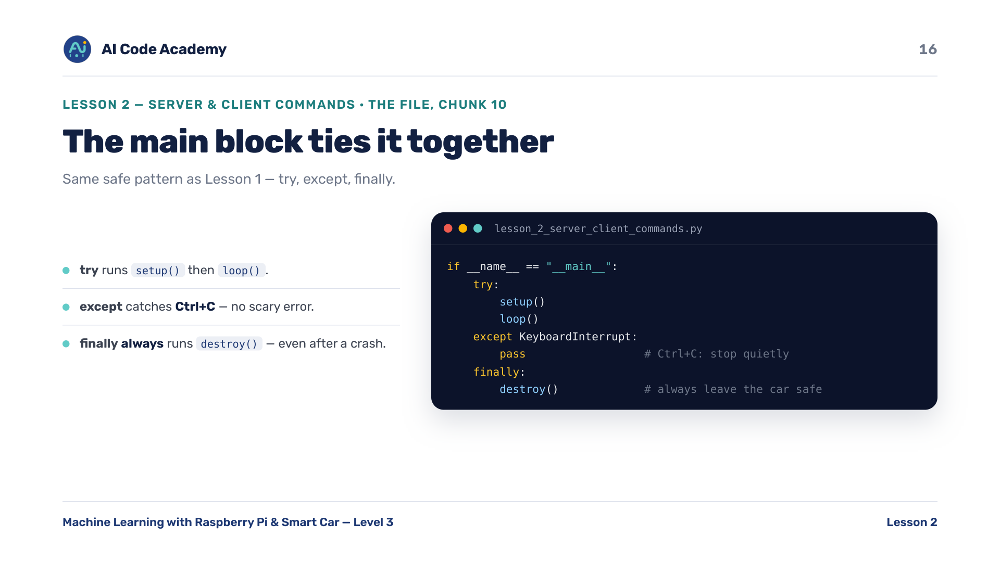 AI Code Academy
16
LESSON 2 — SERVER & CLIENT COMMANDS • THE FILE, CHUNK 10
The main block ties it together
Same safe pattern as Lesson 1 — try, except, finally.
try runs setup() then loop().
except catches Ctrl+C — no scary error.
finally always runs destroy() — even after a crash.
lesson_2_server_client_commands.py
if __name__ == "__main__":
    try:
        setup()
        loop()
    except KeyboardInterrupt:
        pass                  # Ctrl+C: stop quietly
    finally:
        destroy()             # always leave the car safe
Machine Learning with Raspberry Pi & Smart Car — Level 3
Lesson 2